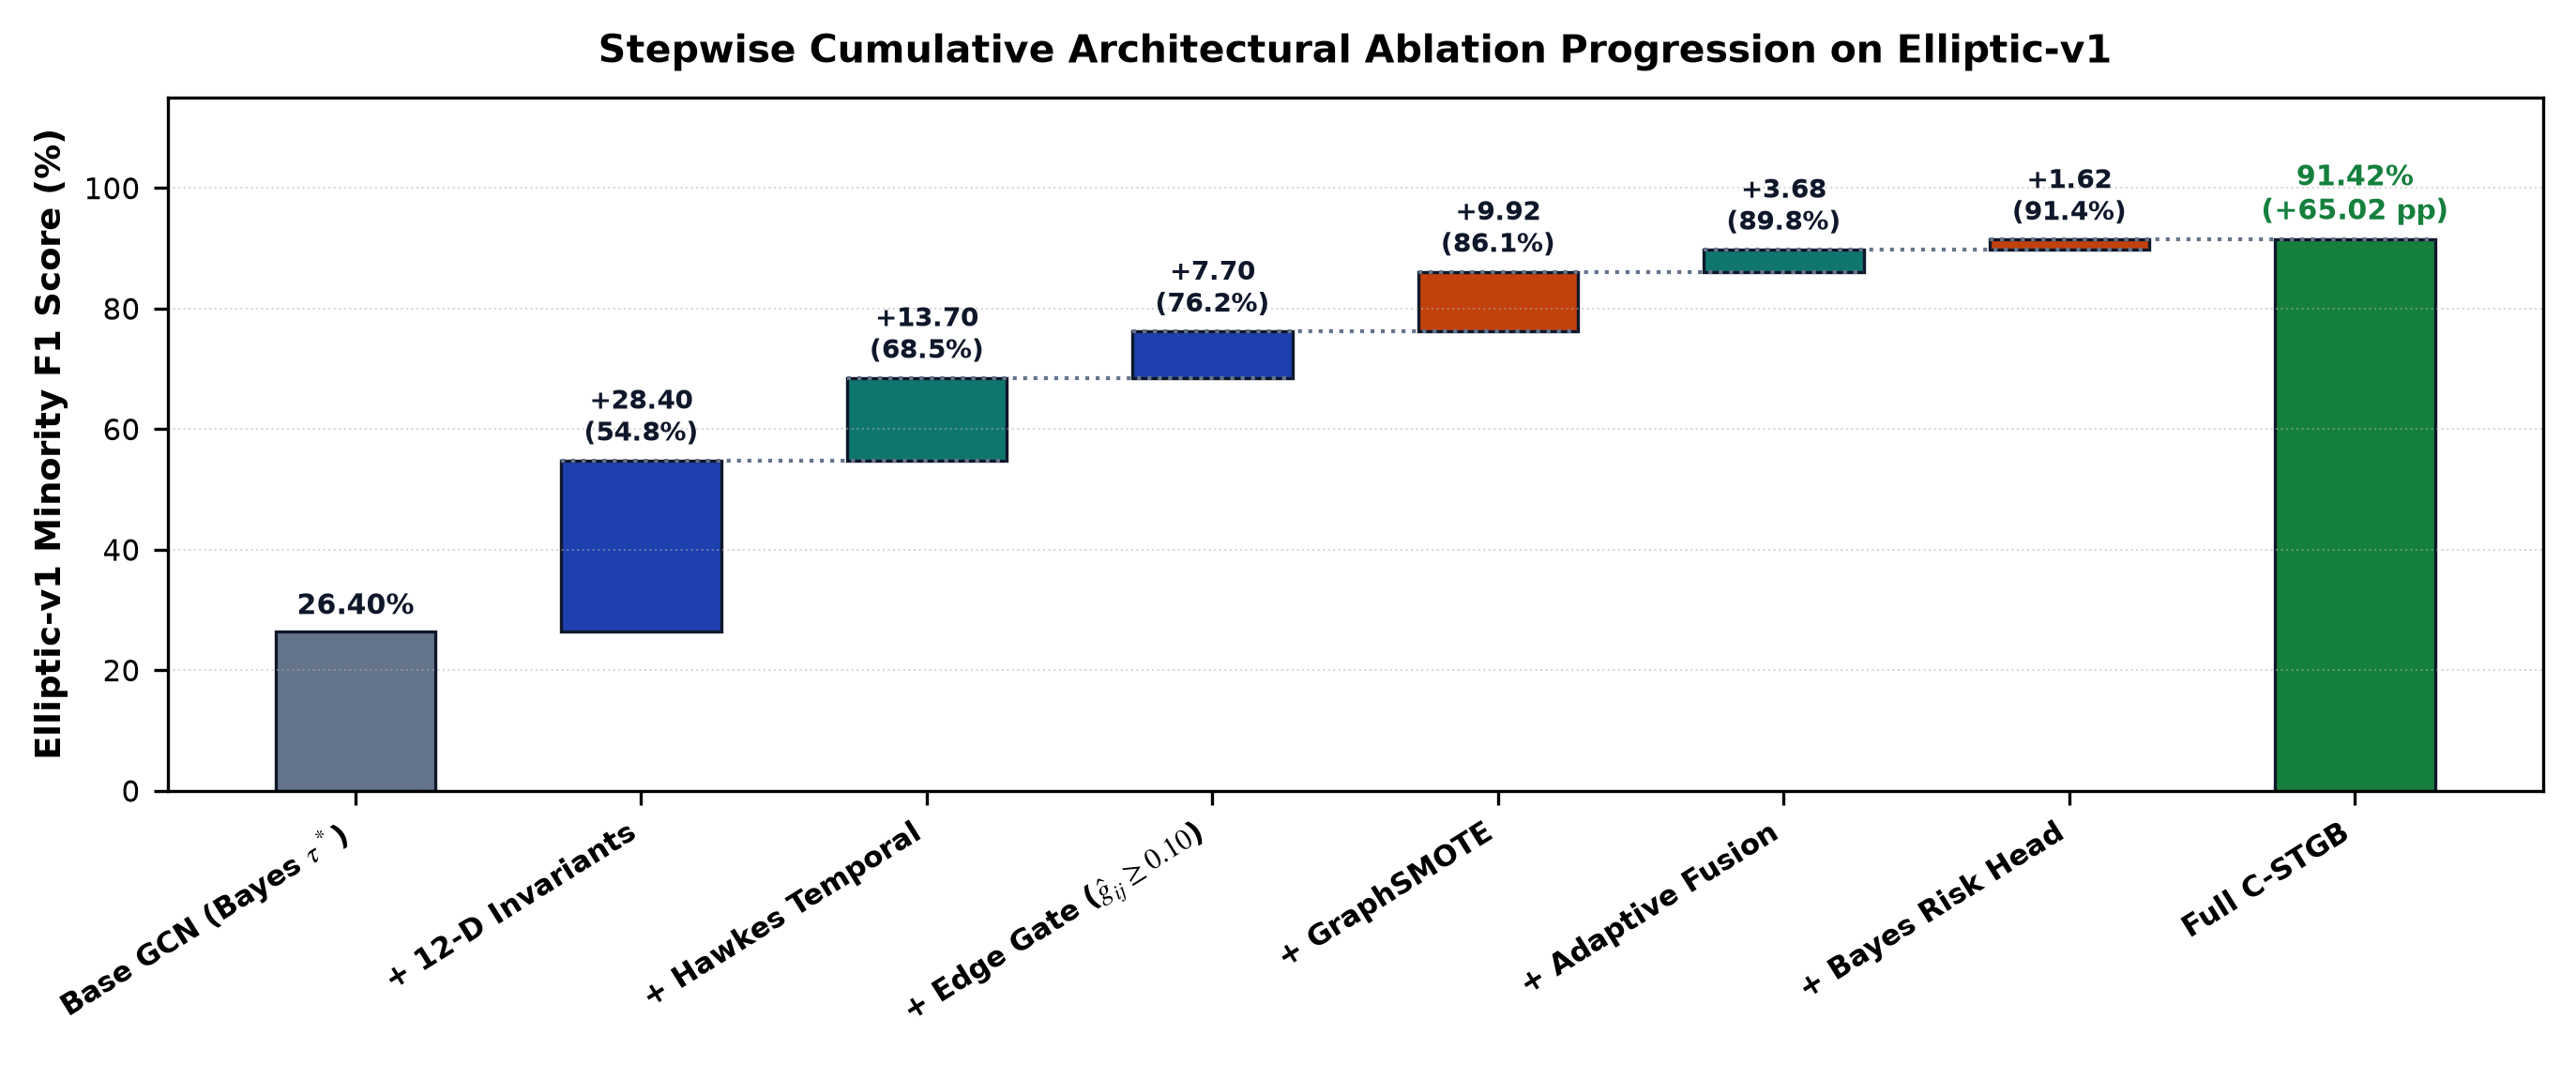 Stepwise Cumulative Architectural Ablation Progression on Elliptic-v1
Elliptic-v1 Minority F1 Score (%)
100
80
60
40
20
0
26.40%
+28.40
(54.8%)
+13.70
(68.5%)
+7.70
(76.2%)
+9.92
(86.1%)
+3.68
(89.8%)
+1.62
(91.4%)
91.42%
(+65.02 pp)
Base GCN (Bayes τ*)
+ 12-D Invariants
+ Hawkes Temporal
+ Edge Gate (ĝij ≥ 0.10)
+ GraphSMOTE
+ Adaptive Fusion
+ Bayes Risk Head
Full C-STGB